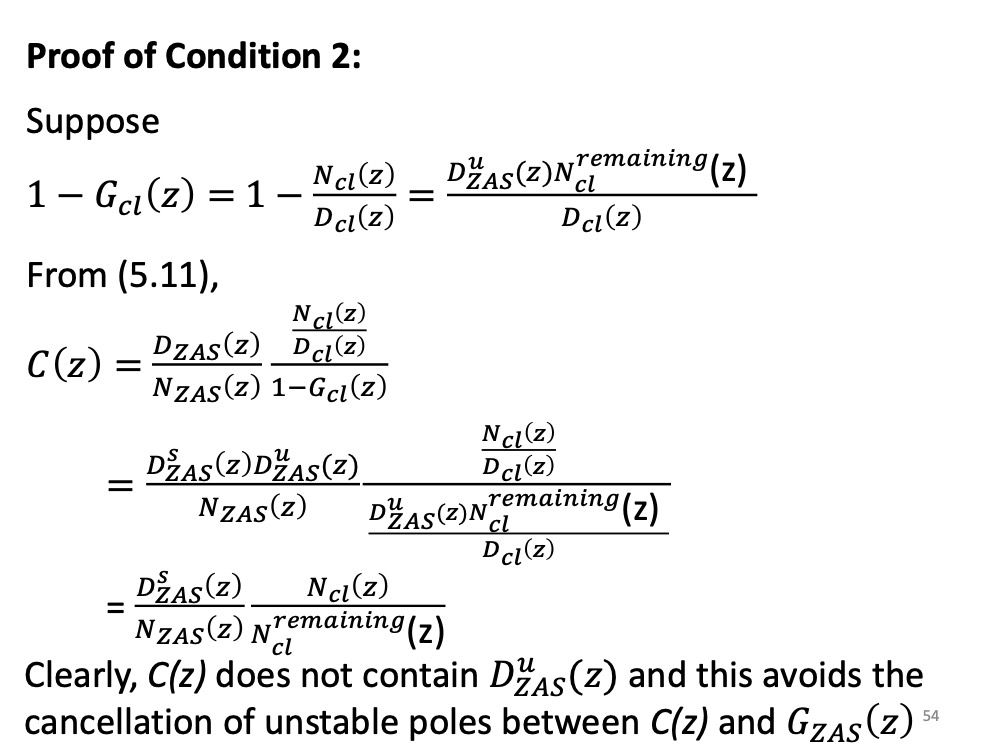 Proof of Condition 2:
Suppose
1 − G_cl(z) = 1 − N_cl(z)/D_cl(z) = D^u_ZAS(z)N^remaining_cl(z)/D_cl(z)
From (5.11),
C(z) = D_ZAS(z)/N_ZAS(z) (N_cl(z)/D_cl(z))/(1−G_cl(z))
= D^s_ZAS(z)D^u_ZAS(z)/N_ZAS(z) (N_cl(z)/D_cl(z))/(D^u_ZAS(z)N^remaining_cl(z)/D_cl(z))
= D^s_ZAS(z)/N_ZAS(z) N_cl(z)/N^remaining_cl(z)
Clearly, C(z) does not contain D^u_ZAS(z) and this avoids the
cancellation of unstable poles between C(z) and G_ZAS(z) 54